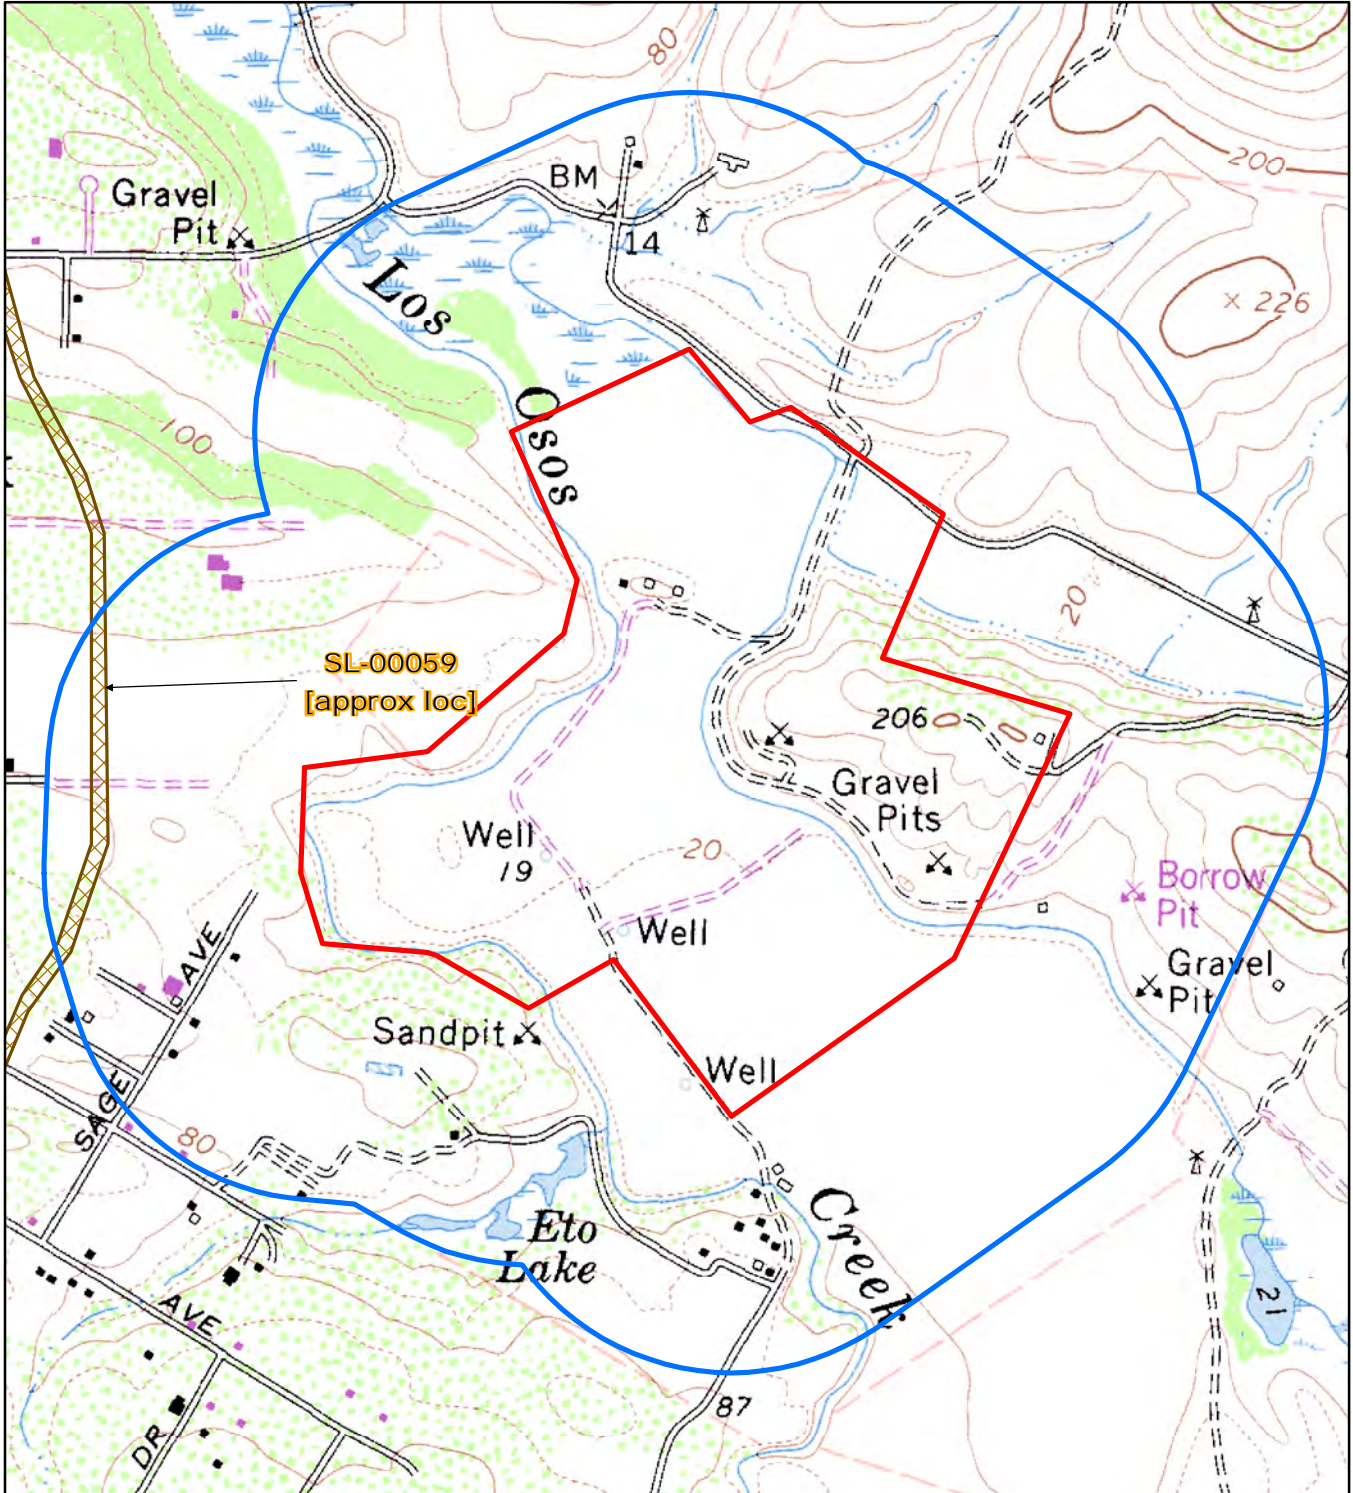 80
200
Gravel
Pit
BM
14
Los
× 226
Osos
100
20
SL-00059
[approx loc]
206
Gravel
Pits
Well
19
20
Borrow
Pit
Well
Gravel
Pit
AVE
Sandpit
Well
SAGE
80
Creek
Eto
Lake
21
AVE
87
DR